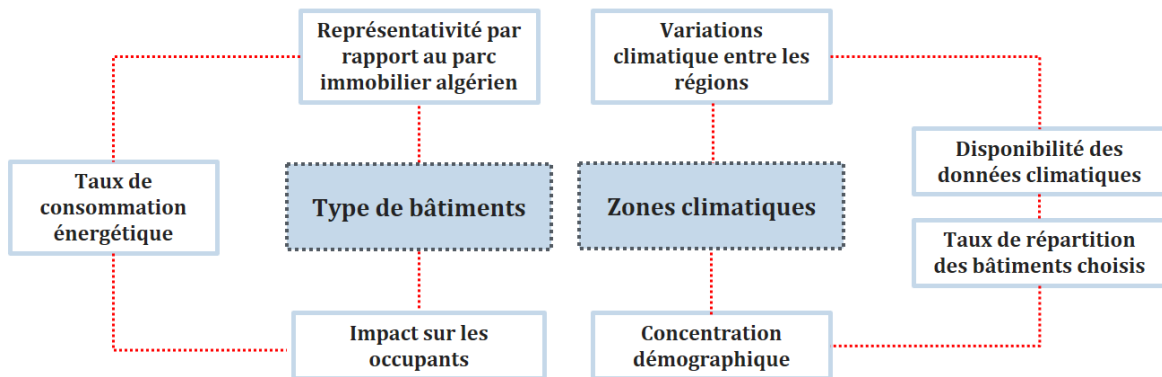 Représentativité par
rapport au parc
immobilier algérien
Variations
climatique entre les
régions
Taux de
consommation
énergétique
Type de bâtiments
Zones climatiques
Disponibilité des
données climatiques
Taux de répartition
des bâtiments choisis
Impact sur les
occupants
Concentration
démographique